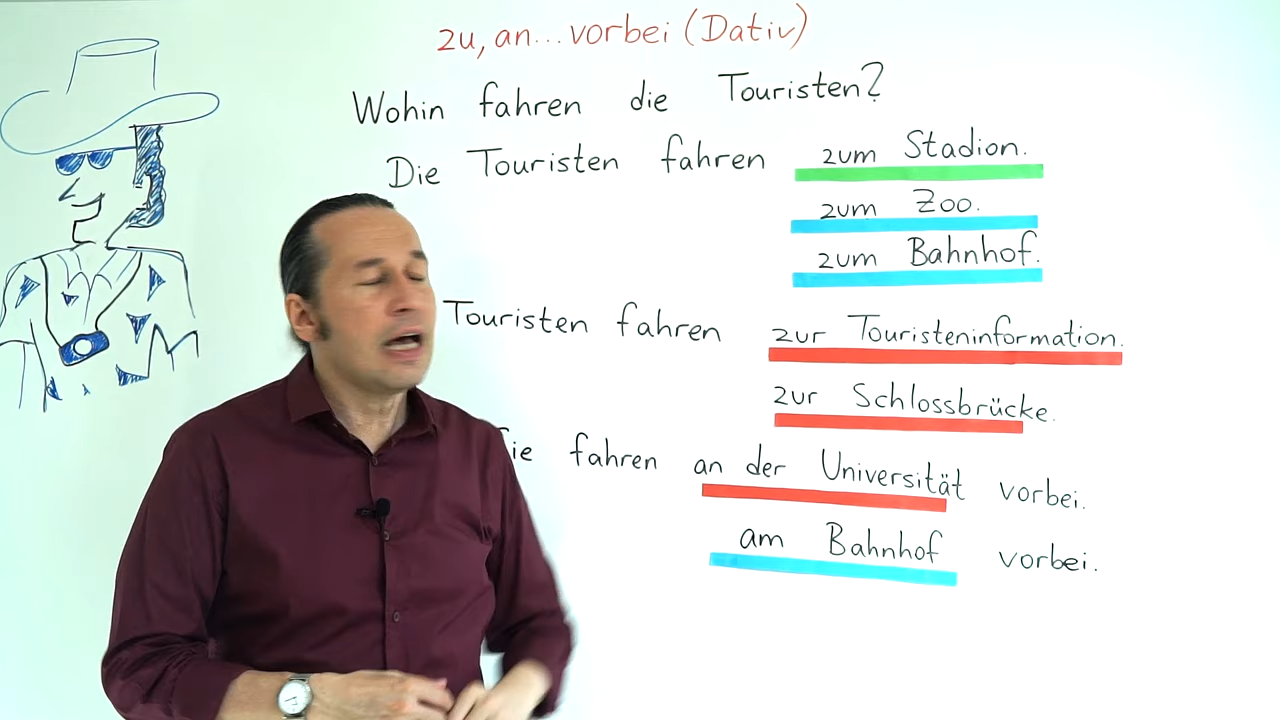 zu, an... vorbei (Dativ)
Wohin fahren die Touristen?
Die Touristen fahren zum Stadion.
zum Zoo.
zum Bahnhof.
Touristen fahren zur Touristeninformation.
zur Schlossbrücke.
fahren an der Universität vorbei.
am Bahnhof vorbei.